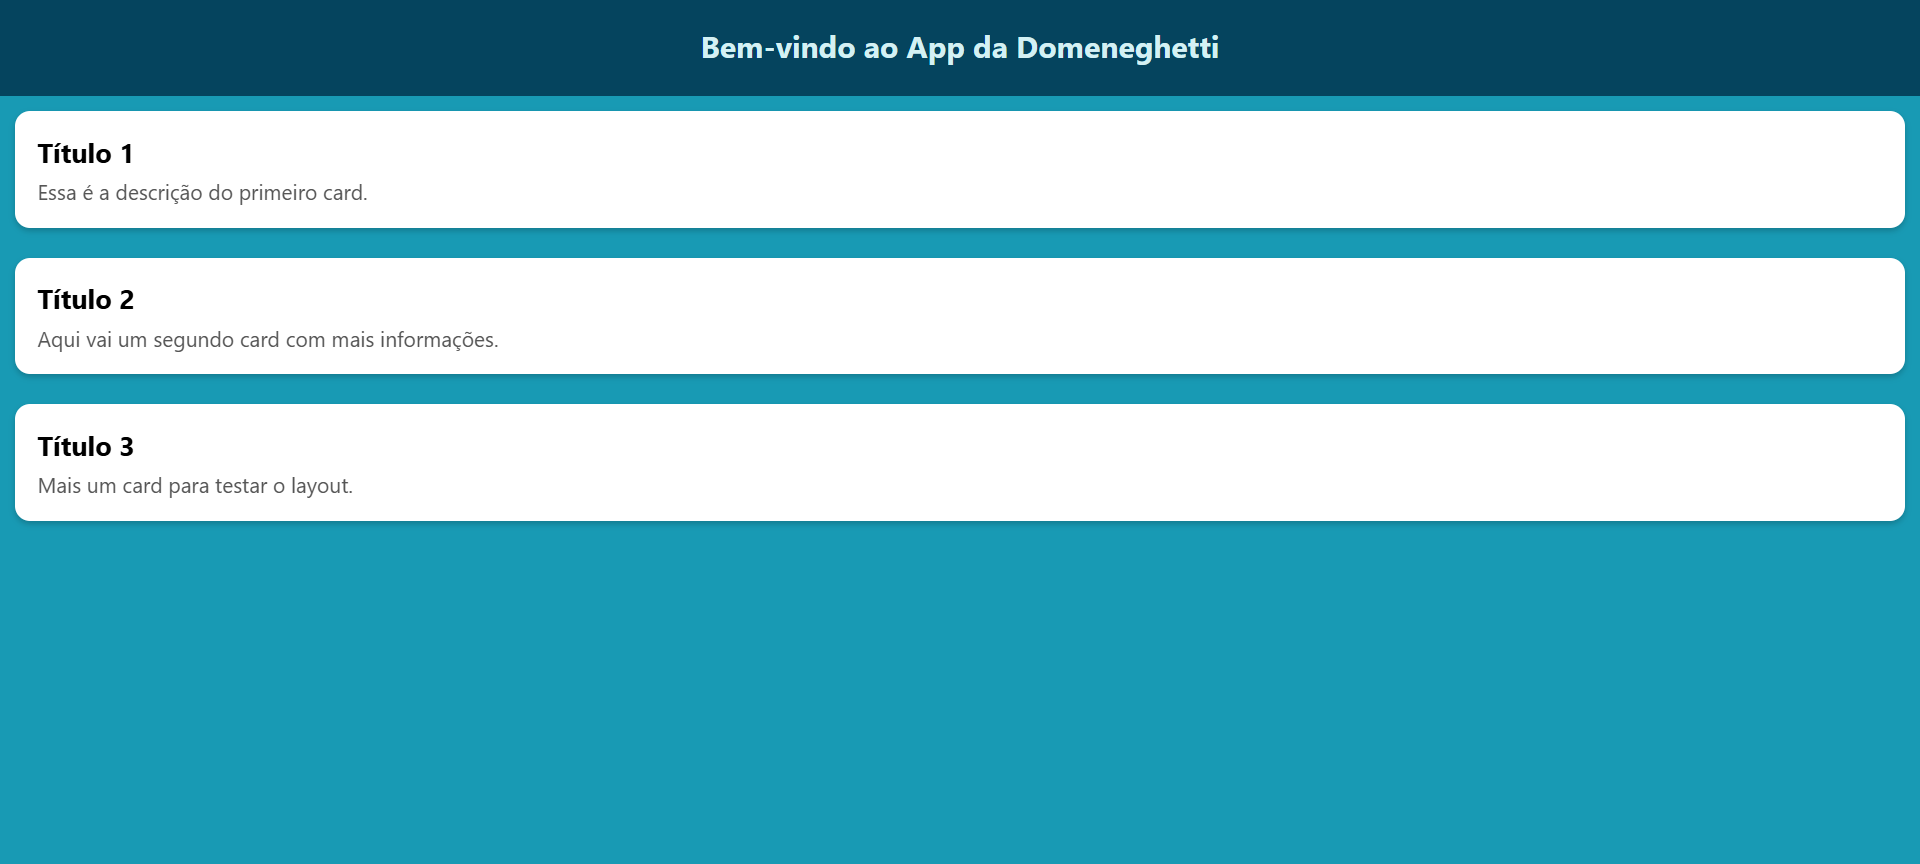 Bem-vindo ao App da Domeneghetti
Título 1
Essa é a descrição do primeiro card.
Título 2
Aqui vai um segundo card com mais informações.
Título 3
Mais um card para testar o layout.